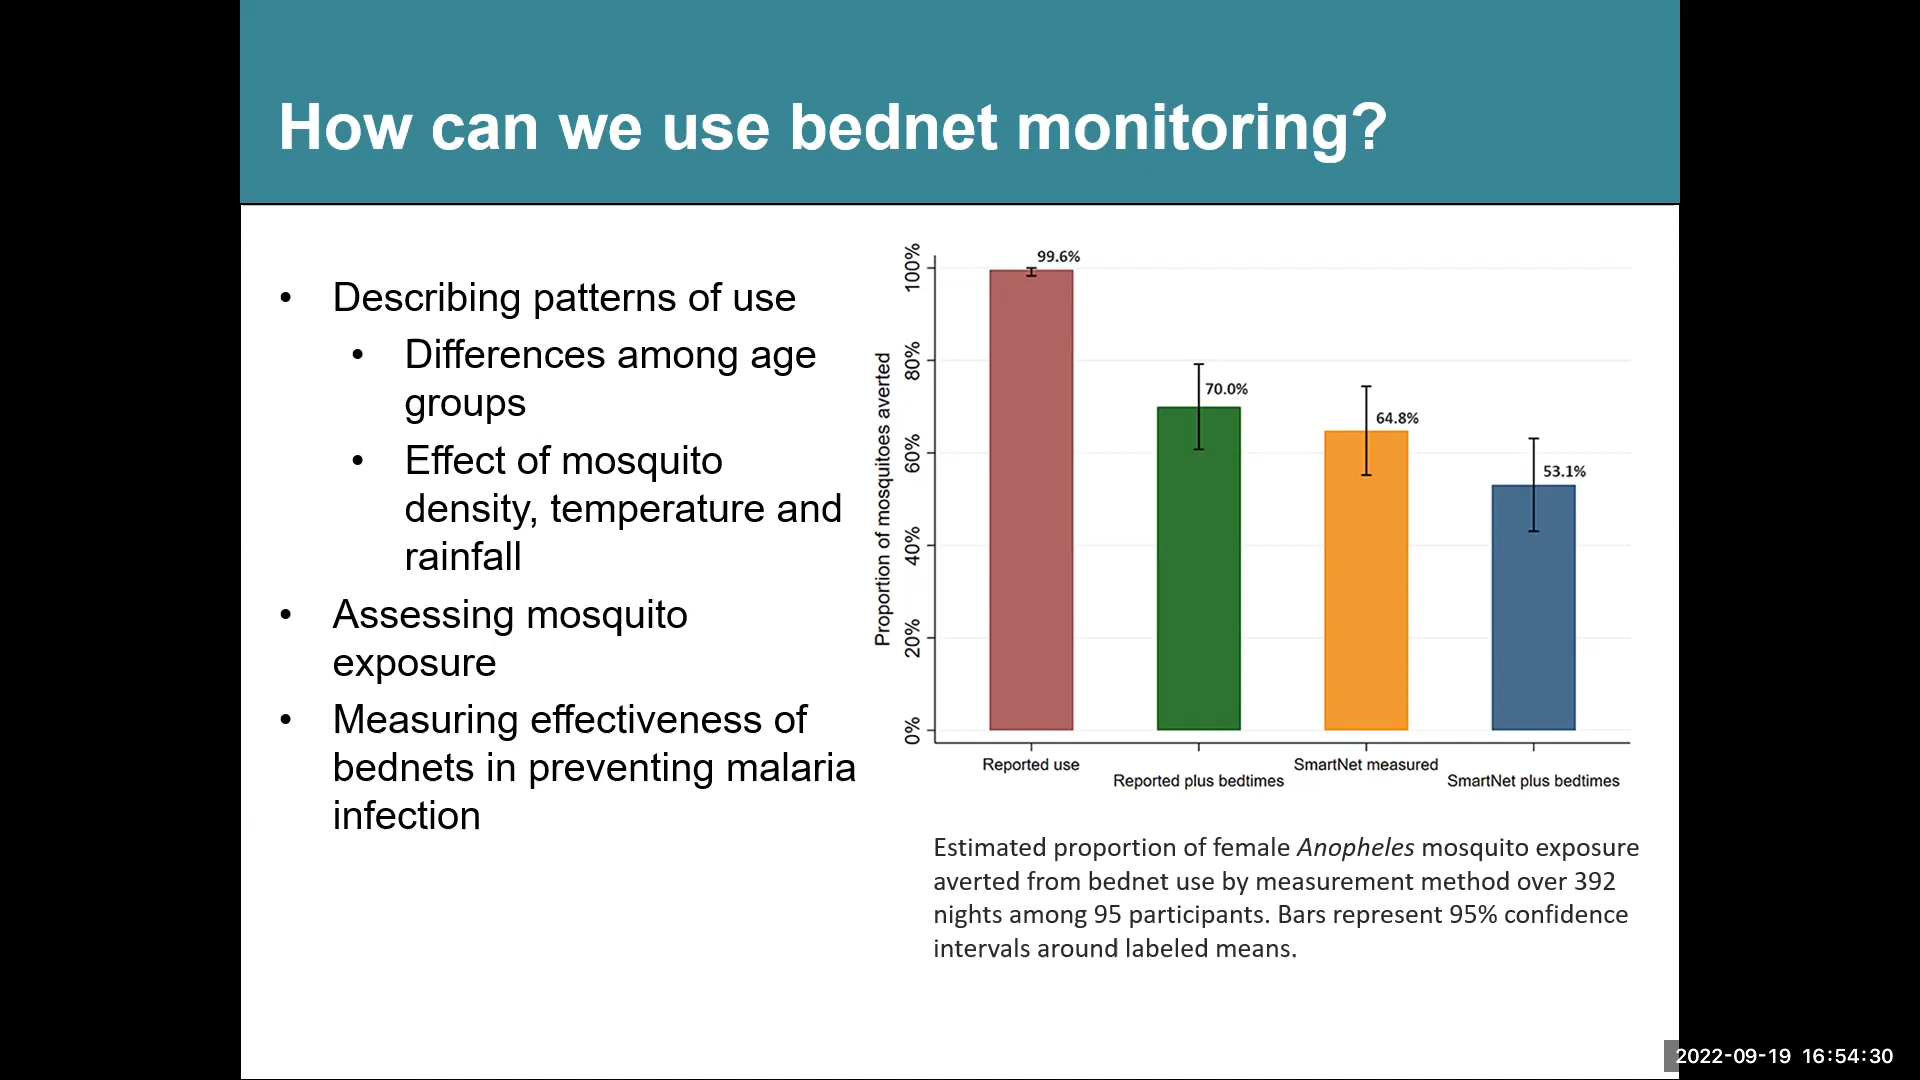 How can we use bednet monitoring?
• Describing patterns of use
• Differences among age
groups
• Effect of mosquito
density, temperature and
rainfall
• Assessing mosquito
exposure
• Measuring effectiveness of
bednets in preventing malaria
infection
Proportion of mosquitoes averted
100%
80%
60%
40%
20%
0%
99.6%
70.0%
64.8%
53.1%
Reported use
Reported plus bedtimes
SmartNet measured
SmartNet plus bedtimes
Estimated proportion of female Anopheles mosquito exposure
averted from bednet use by measurement method over 392
nights among 95 participants. Bars represent 95% confidence
intervals around labeled means.
2022-09-19 16:54:30